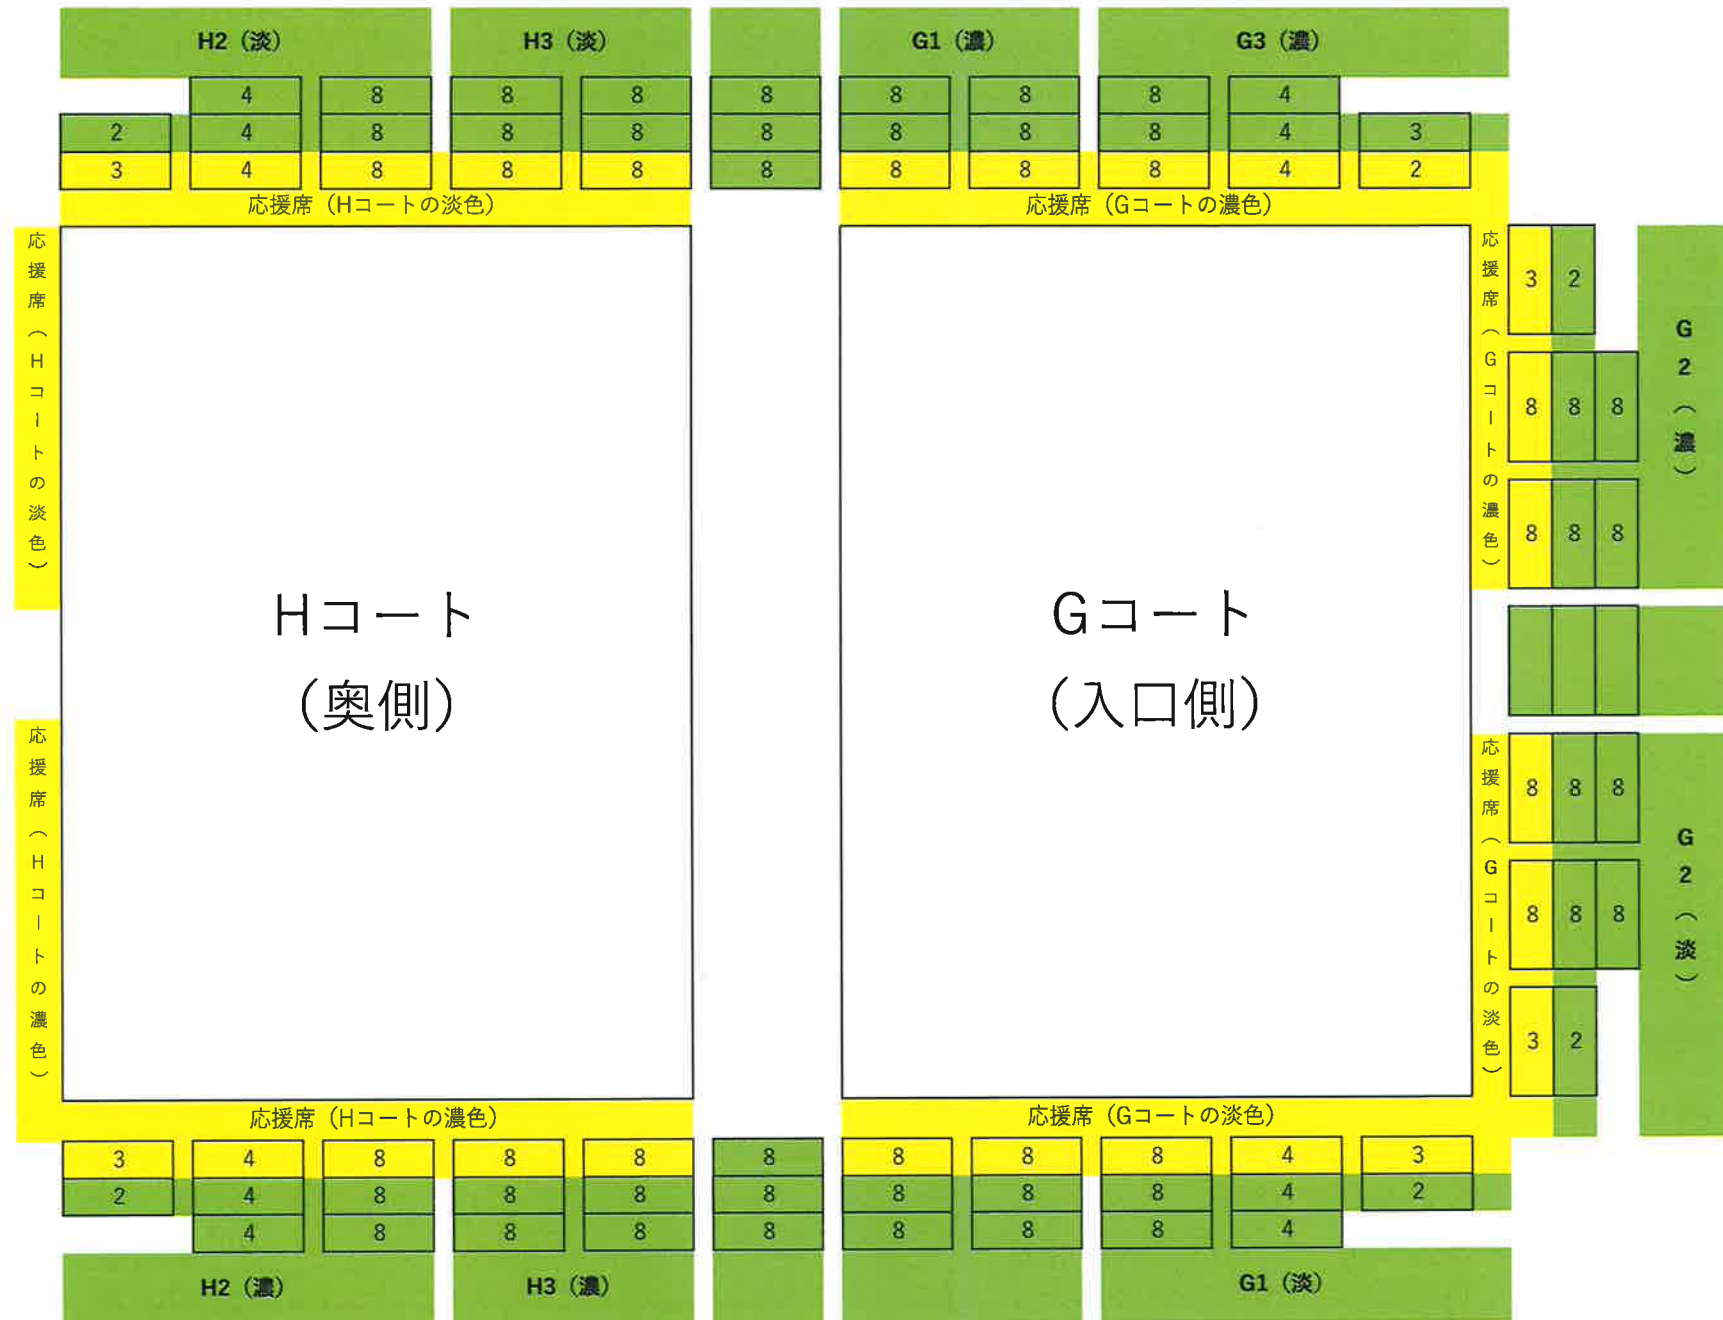 H2（淡） H3（淡） G1（濃） G3（濃）
4 8 8 8 8 8 8 8 4
2 4 8 8 8 8 8 8 8 4 3
3 4 8 8 8 8 8 8 8 4 2
応援席（Hコートの淡色） 応援席（Gコートの濃色）
応援席（Hコートの淡色）
応援席（Hコートの濃色）
Hコート
（奥側）
Gコート
（入口側）
応援席（Gコートの濃色）
3 2
8 8 8
8 8 8
G2（濃）
応援席（Gコートの淡色）
8 8 8
8 8 8
3 2
G2（淡）
応援席（Hコートの濃色） 応援席（Gコートの淡色）
3 4 8 8 8 8 8 8 8 4 3
2 4 8 8 8 8 8 8 8 4 2
4 8 8 8 8 8 8 8 4
H2（濃） H3（濃） G1（淡）